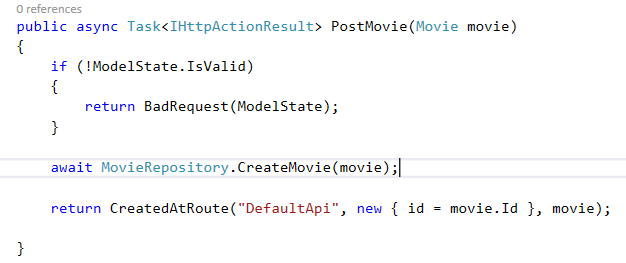 0 references
public async Task<IHttpActionResult> PostMovie(Movie movie)
{
    if (!ModelState.IsValid)
    {
        return BadRequest(ModelState);
    }
    await MovieRepository.CreateMovie(movie);
    return CreatedAtRoute("DefaultApi", new { id = movie.Id }, movie);
}